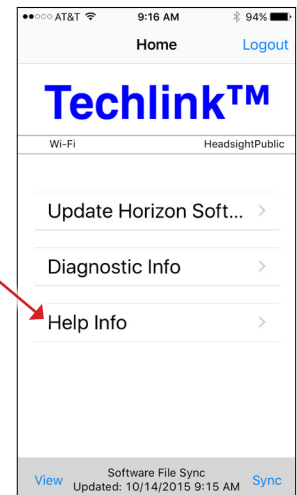 AT&T 9:16 AM 94%
Home Logout
Techlink™
Wi-Fi HeadsightPublic
Update Horizon Soft...
Diagnostic Info
Help Info
View Software File Sync Sync
Updated: 10/14/2015 9:15 AM